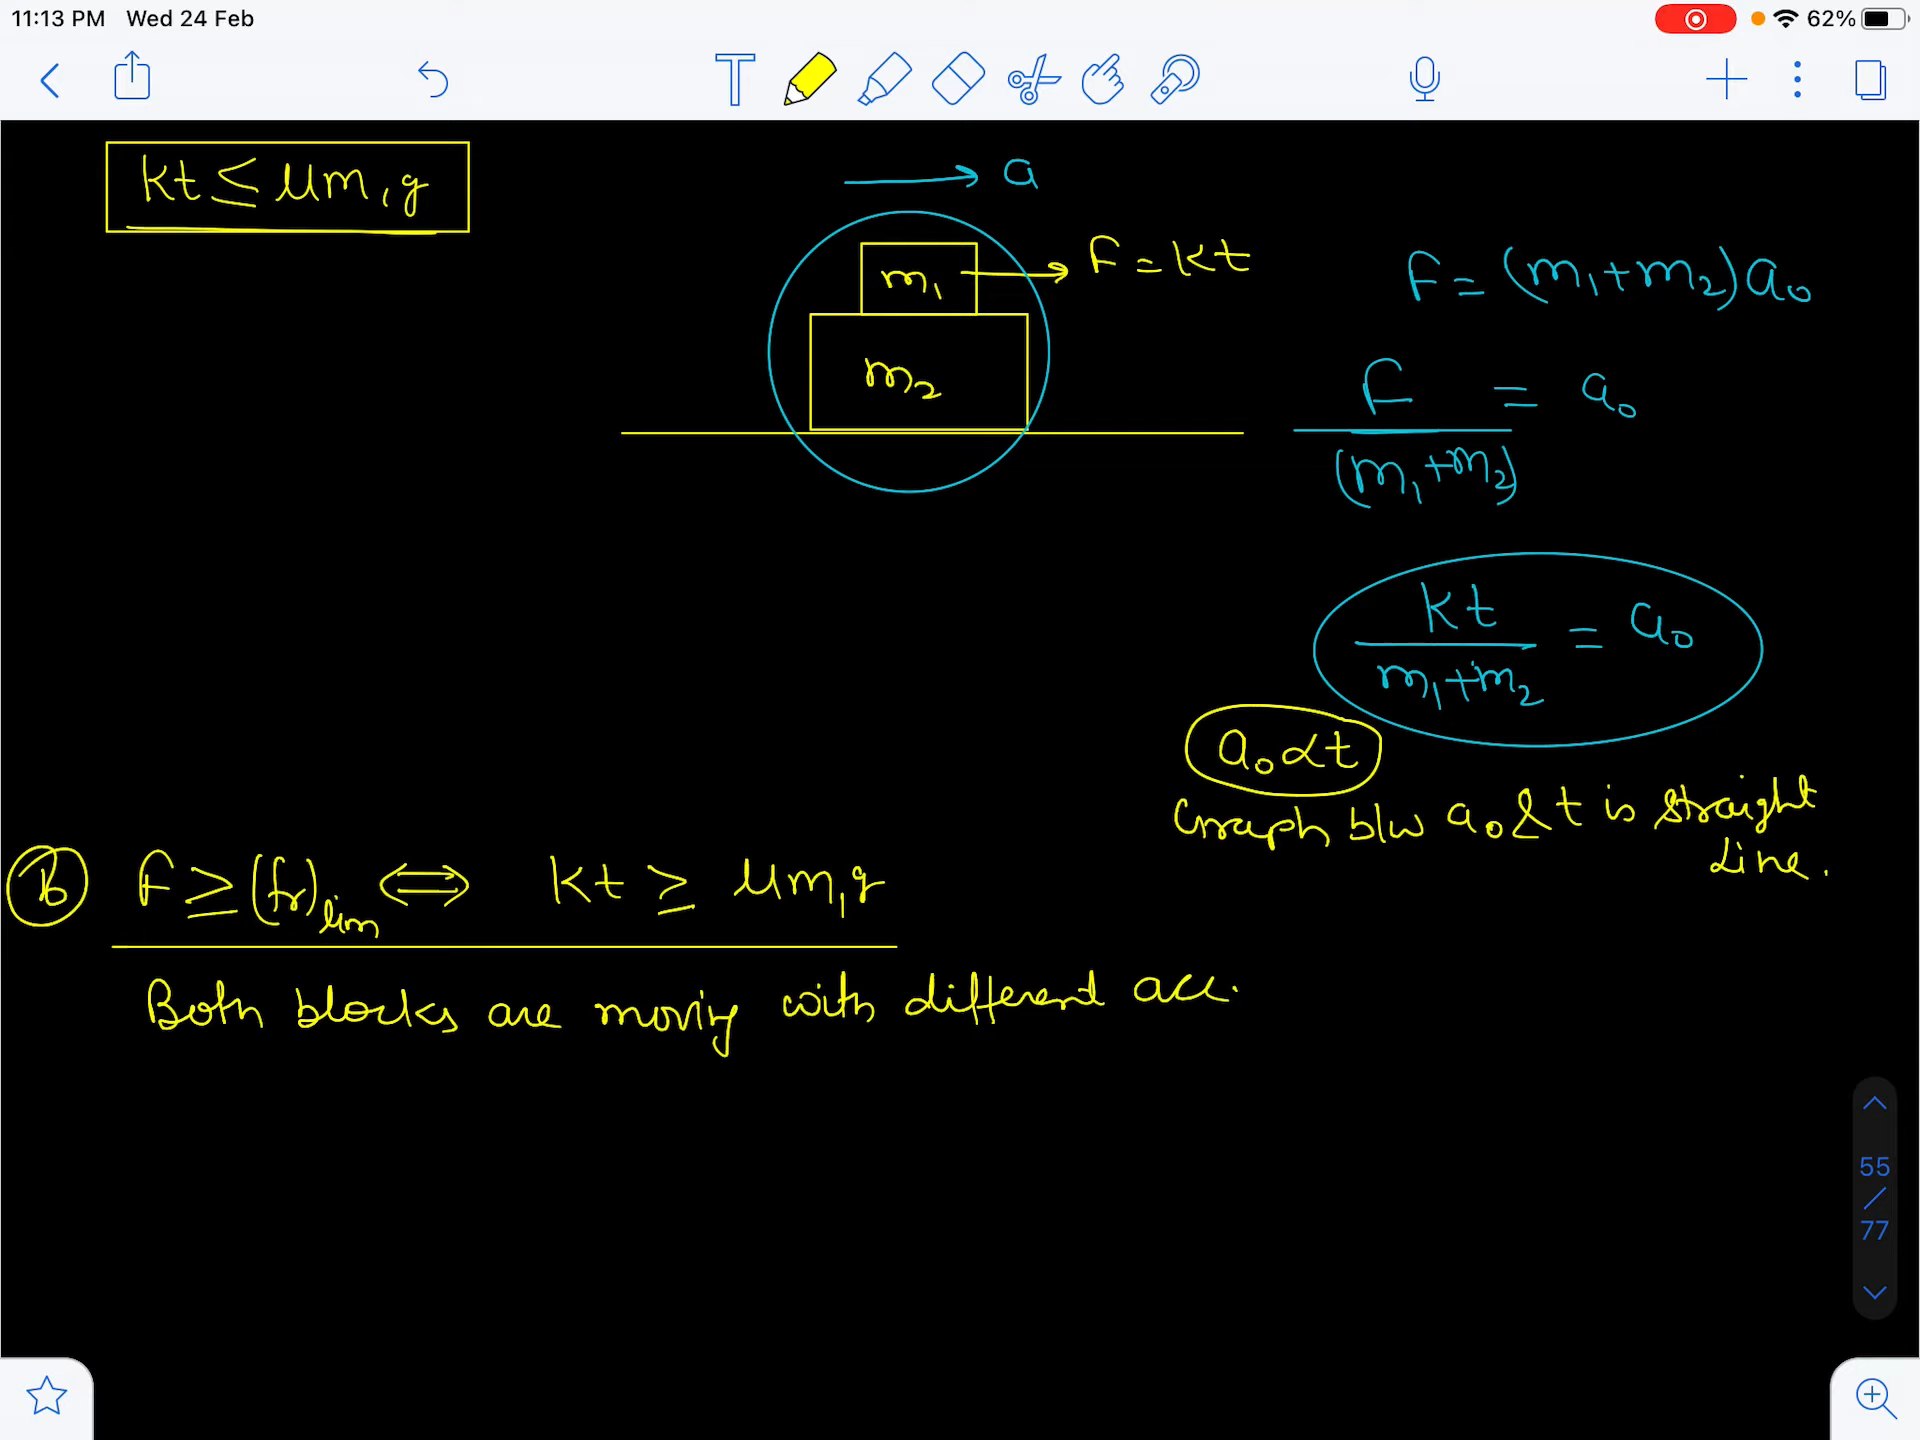 11:13 PM Wed 24 Feb
62%
kt ≤ μm₁g
a
m₁
F = kt
m₂
F = (m₁+m₂)a₀
F/(m₁+m₂) = a₀
kt/(m₁+m₂) = a₀
a₀ ∝ t
Graph b/w a₀ & t is straight
Line.
(b) F ≥ (fr)lim ⟺ kt ≥ μm₁g
Both blocks are moving with different acc.
55
/
77